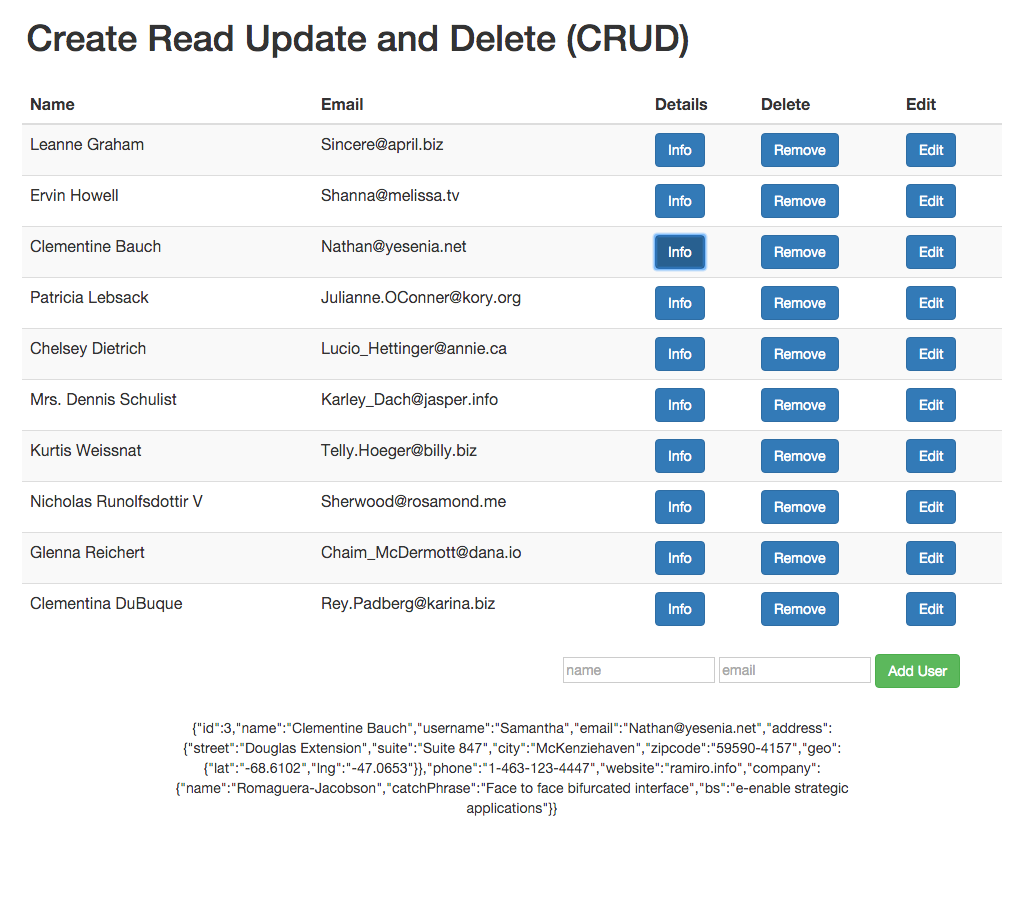 Create Read Update and Delete (CRUD)
Name Email Details Delete Edit
Leanne Graham Sincere@april.biz Info Remove Edit
Ervin Howell Shanna@melissa.tv Info Remove Edit
Clementine Bauch Nathan@yesenia.net Info Remove Edit
Patricia Lebsack Julianne.OConner@kory.org Info Remove Edit
Chelsey Dietrich Lucio_Hettinger@annie.ca Info Remove Edit
Mrs. Dennis Schulist Karley_Dach@jasper.info Info Remove Edit
Kurtis Weissnat Telly.Hoeger@billy.biz Info Remove Edit
Nicholas Runolfsdottir V Sherwood@rosamond.me Info Remove Edit
Glenna Reichert Chaim_McDermott@dana.io Info Remove Edit
Clementina DuBuque Rey.Padberg@karina.biz Info Remove Edit
name email Add User
{"id":3,"name":"Clementine Bauch","username":"Samantha","email":"Nathan@yesenia.net","address":
{"street":"Douglas Extension","suite":"Suite 847","city":"McKenziehaven","zipcode":"59590-4157","geo":
{"lat":"-68.6102","lng":"-47.0653"}},"phone":"1-463-123-4447","website":"ramiro.info","company":
{"name":"Romaguera-Jacobson","catchPhrase":"Face to face bifurcated interface","bs":"e-enable strategic
applications"}}